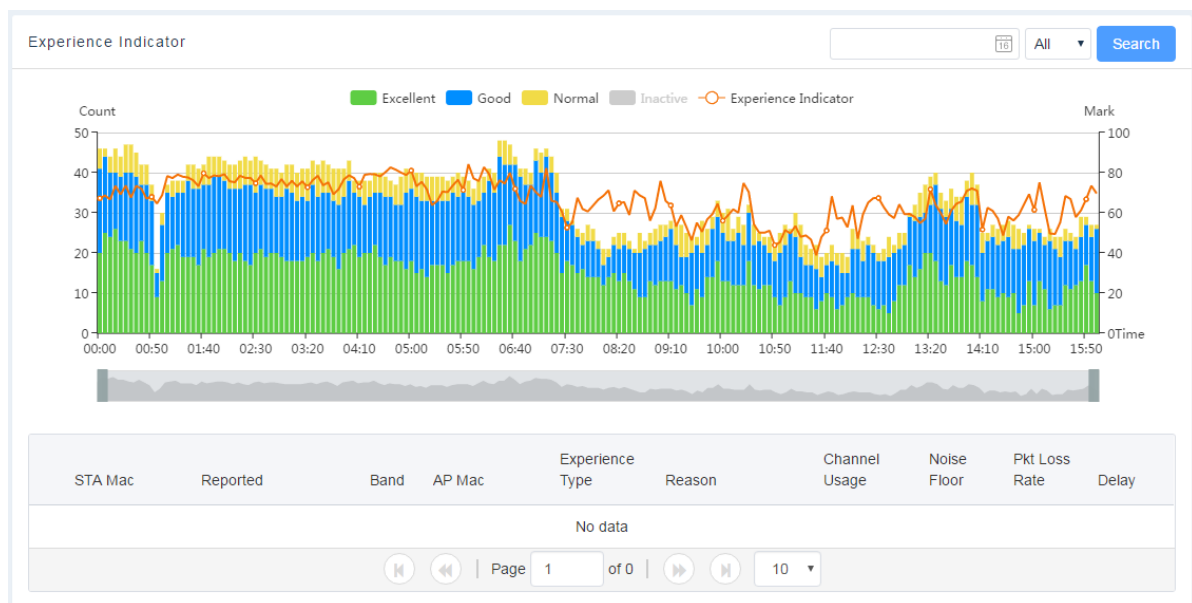 Experience Indicator
16
All
Search
Excellent Good Normal Inactive Experience Indicator
Count
Mark
50
40
30
20
10
0
100
80
60
40
20
0Time
00:00 00:50 01:40 02:30 03:20 04:10 05:00 05:50 06:40 07:30 08:20 09:10 10:00 10:50 11:40 12:30 13:20 14:10 15:00 15:50
STA Mac Reported Band AP Mac Experience Type Reason Channel Usage Noise Floor Pkt Loss Rate Delay
No data
Page 1 of 0 10